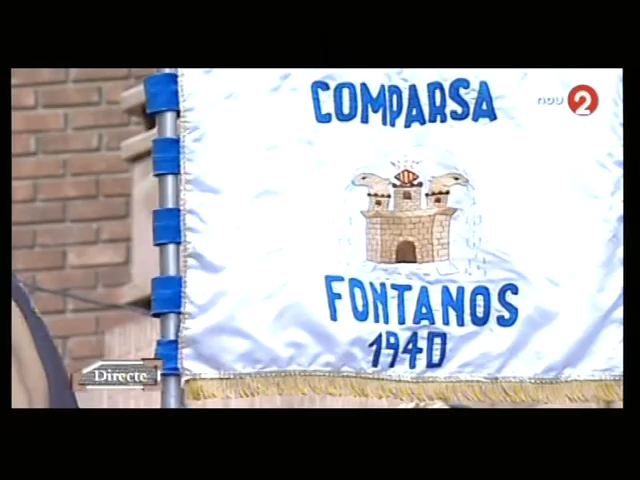 COMPARSA
nou 2
FONTANOS
1940
Directe